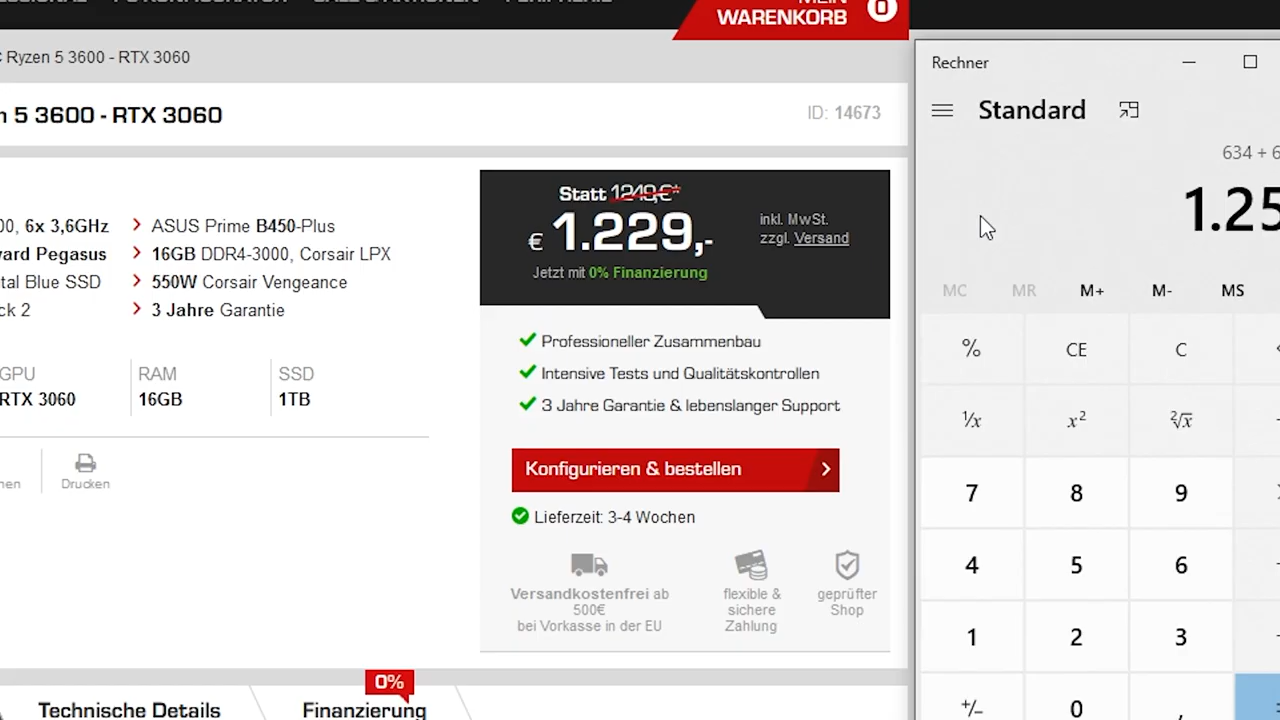 MEIN
WARENKORB
0
Ryzen 5 3600 - RTX 3060
5 3600 - RTX 3060
ID: 14673
6x 3,6GHz
ASUS Prime B450-Plus
Pegasus
16GB DDR4-3000, Corsair LPX
Blue SSD
550W Corsair Vengeance
2
3 Jahre Garantie
GPU
RAM
SSD
RTX 3060
16GB
1TB
Drucken
Statt 1249,€*
€ 1.229,-
inkl. MwSt.
zzgl. Versand
Jetzt mit 0% Finanzierung
Professioneller Zusammenbau
Intensive Tests und Qualitätskontrollen
3 Jahre Garantie & lebenslanger Support
Konfigurieren & bestellen
Lieferzeit: 3-4 Wochen
Versandkostenfrei ab
500€
bei Vorkasse in der EU
flexible &
sichere
Zahlung
geprüfter
Shop
0%
Technische Details
Finanzierung
Rechner
Standard
634 + 6
1.25
MC MR M+ M- MS
% CE C
¹/x x² ²√x
7 8 9
4 5 6
1 2 3
+/- 0 ,